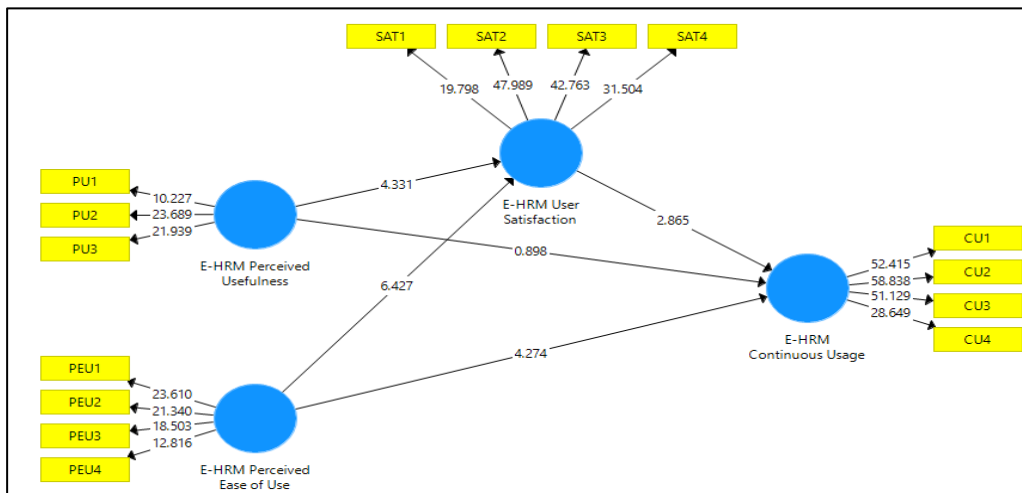 SAT1 SAT2 SAT3 SAT4
19.798 47.989 42.763 31.504
PU1
PU2
PU3
10.227
23.689
21.939
E-HRM Perceived
Usefulness
4.331
E-HRM User
Satisfaction
2.865
0.898
6.427
4.274
CU1
CU2
CU3
CU4
52.415
58.838
51.129
28.649
E-HRM
Continuous Usage
PEU1
PEU2
PEU3
PEU4
23.610
21.340
18.503
12.816
E-HRM Perceived
Ease of Use